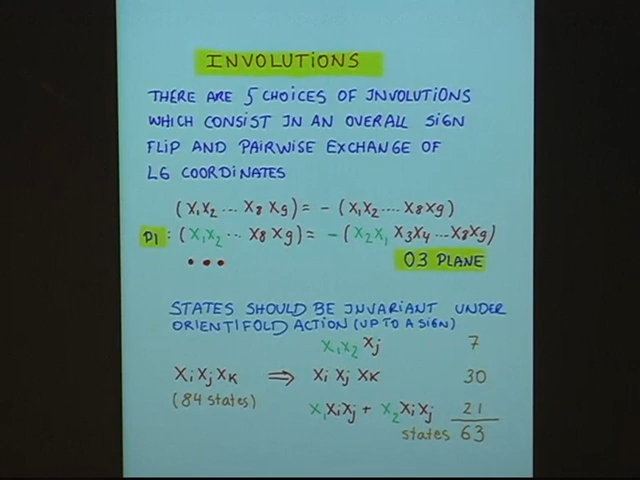 INVOLUTIONS
THERE ARE 5 CHOICES OF INVOLUTIONS
WHICH CONSIST IN AN OVERALL SIGN
FLIP AND PAIRWISE EXCHANGE OF
LG COORDINATES
(X₁X₂ ... X₈ X₉) = - (X₁X₂ .... X₈X₉)
P1 : (X₁X₂ ... X₈ X₉) = - (X₂X₁ X₃X₄ ... X₈X₉)
• • • O3 PLANE
STATES SHOULD BE INVARIANT UNDER
ORIENTIFOLD ACTION (UP TO A SIGN)
X₁X₂ Xⱼ 7
XᵢXⱼXₖ ⇒ Xᵢ Xⱼ Xₖ 30
(84 states)
X₁XᵢXⱼ + X₂XᵢXⱼ 21
states 63